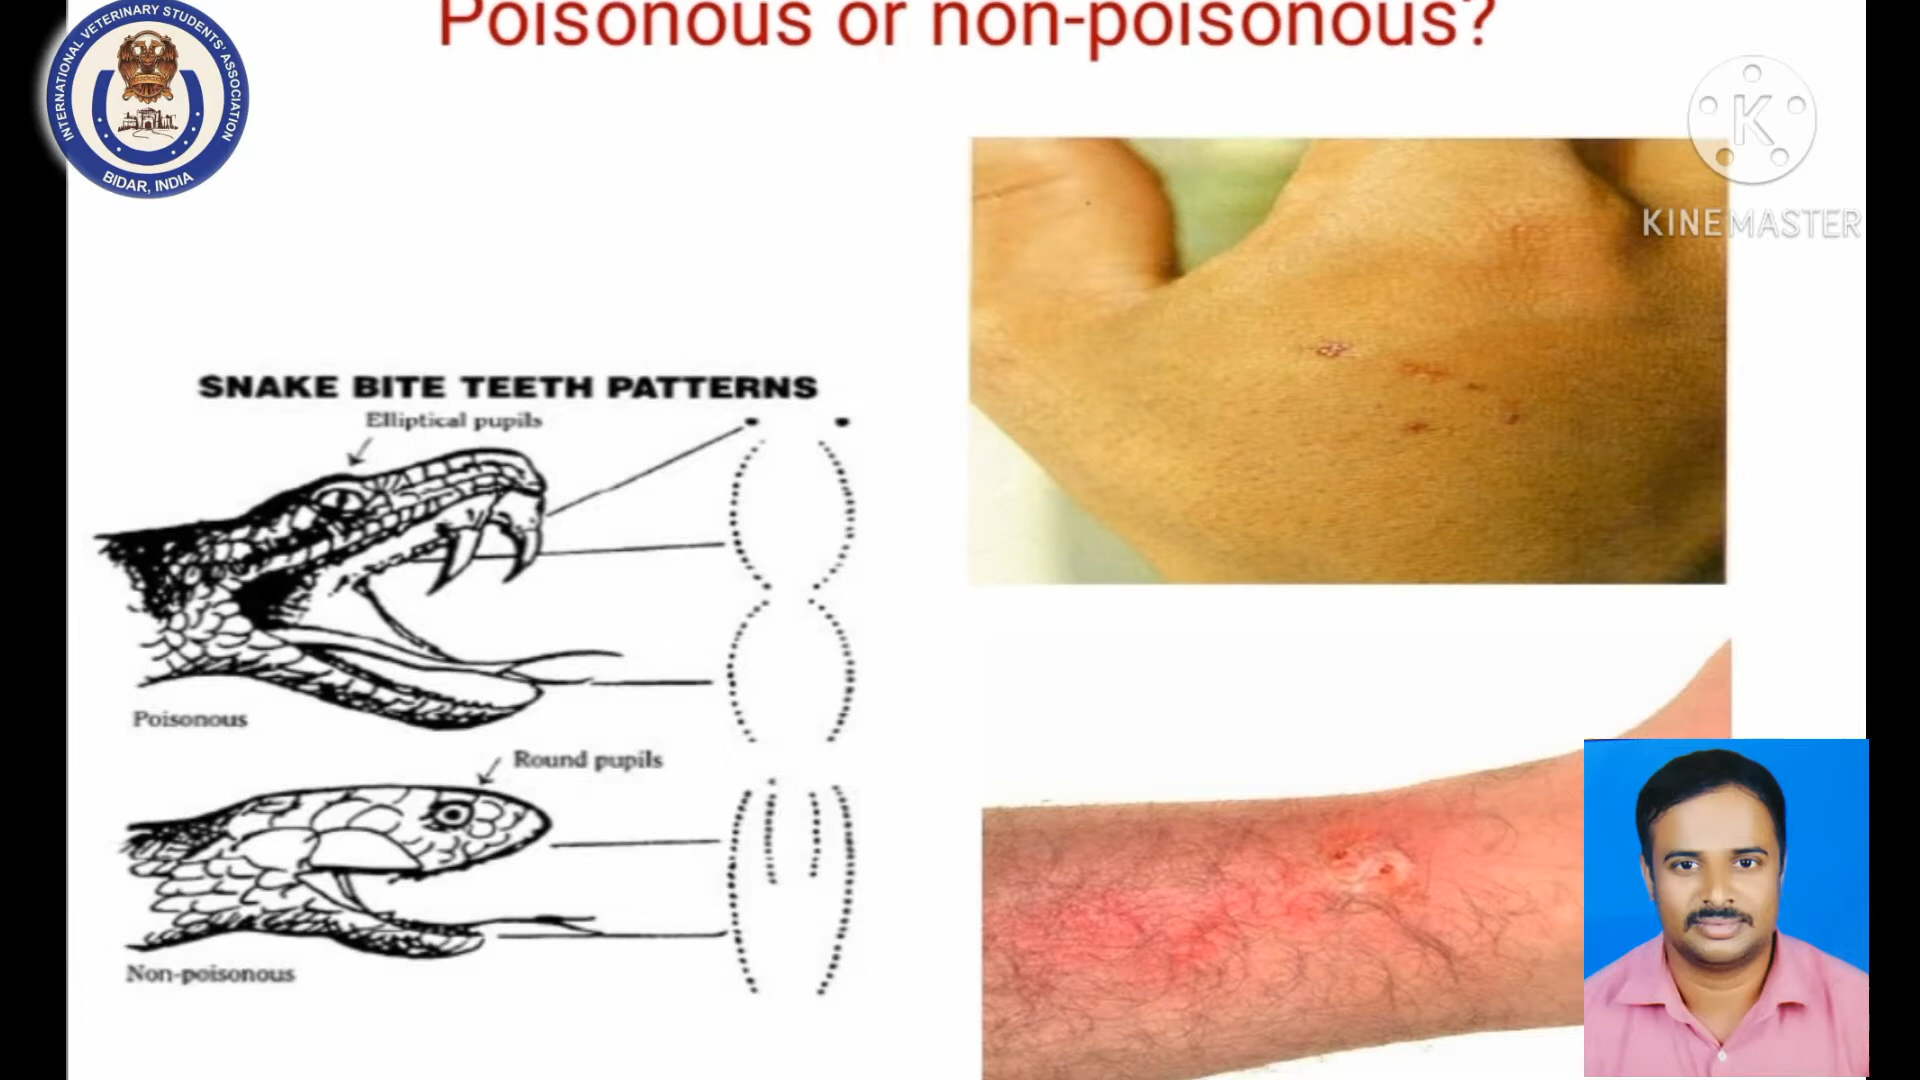 Poisonous or non-poisonous?
INTERNATIONAL VETERINARY STUDENTS' ASSOCIATION
BIDAR, INDIA
K
KINEMASTER
SNAKE BITE TEETH PATTERNS
Elliptical pupils
Poisonous
Round pupils
Non-poisonous